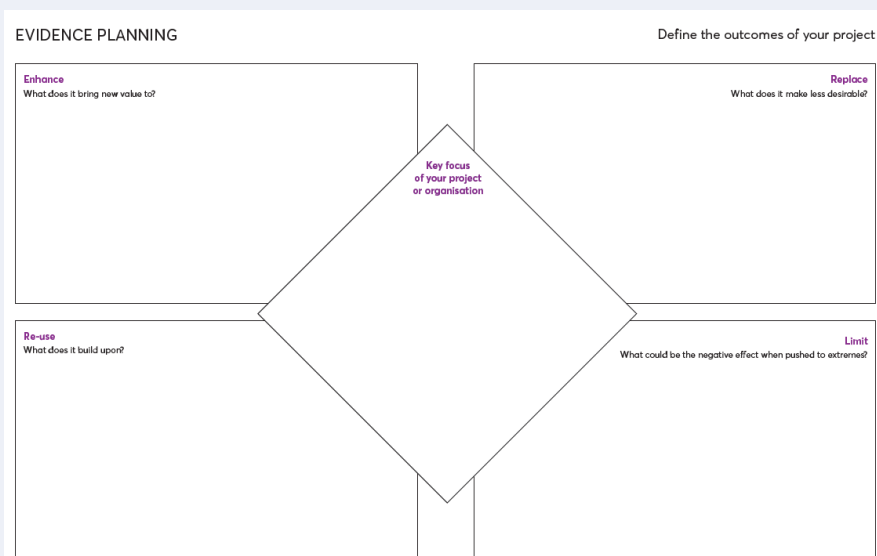 EVIDENCE PLANNING
Define the outcomes of your project
Enhance
What does it bring new value to?
Replace
What does it make less desirable?
Key focus
of your project
or organisation
Re-use
What does it build upon?
Limit
What could be the negative effect when pushed to extremes?